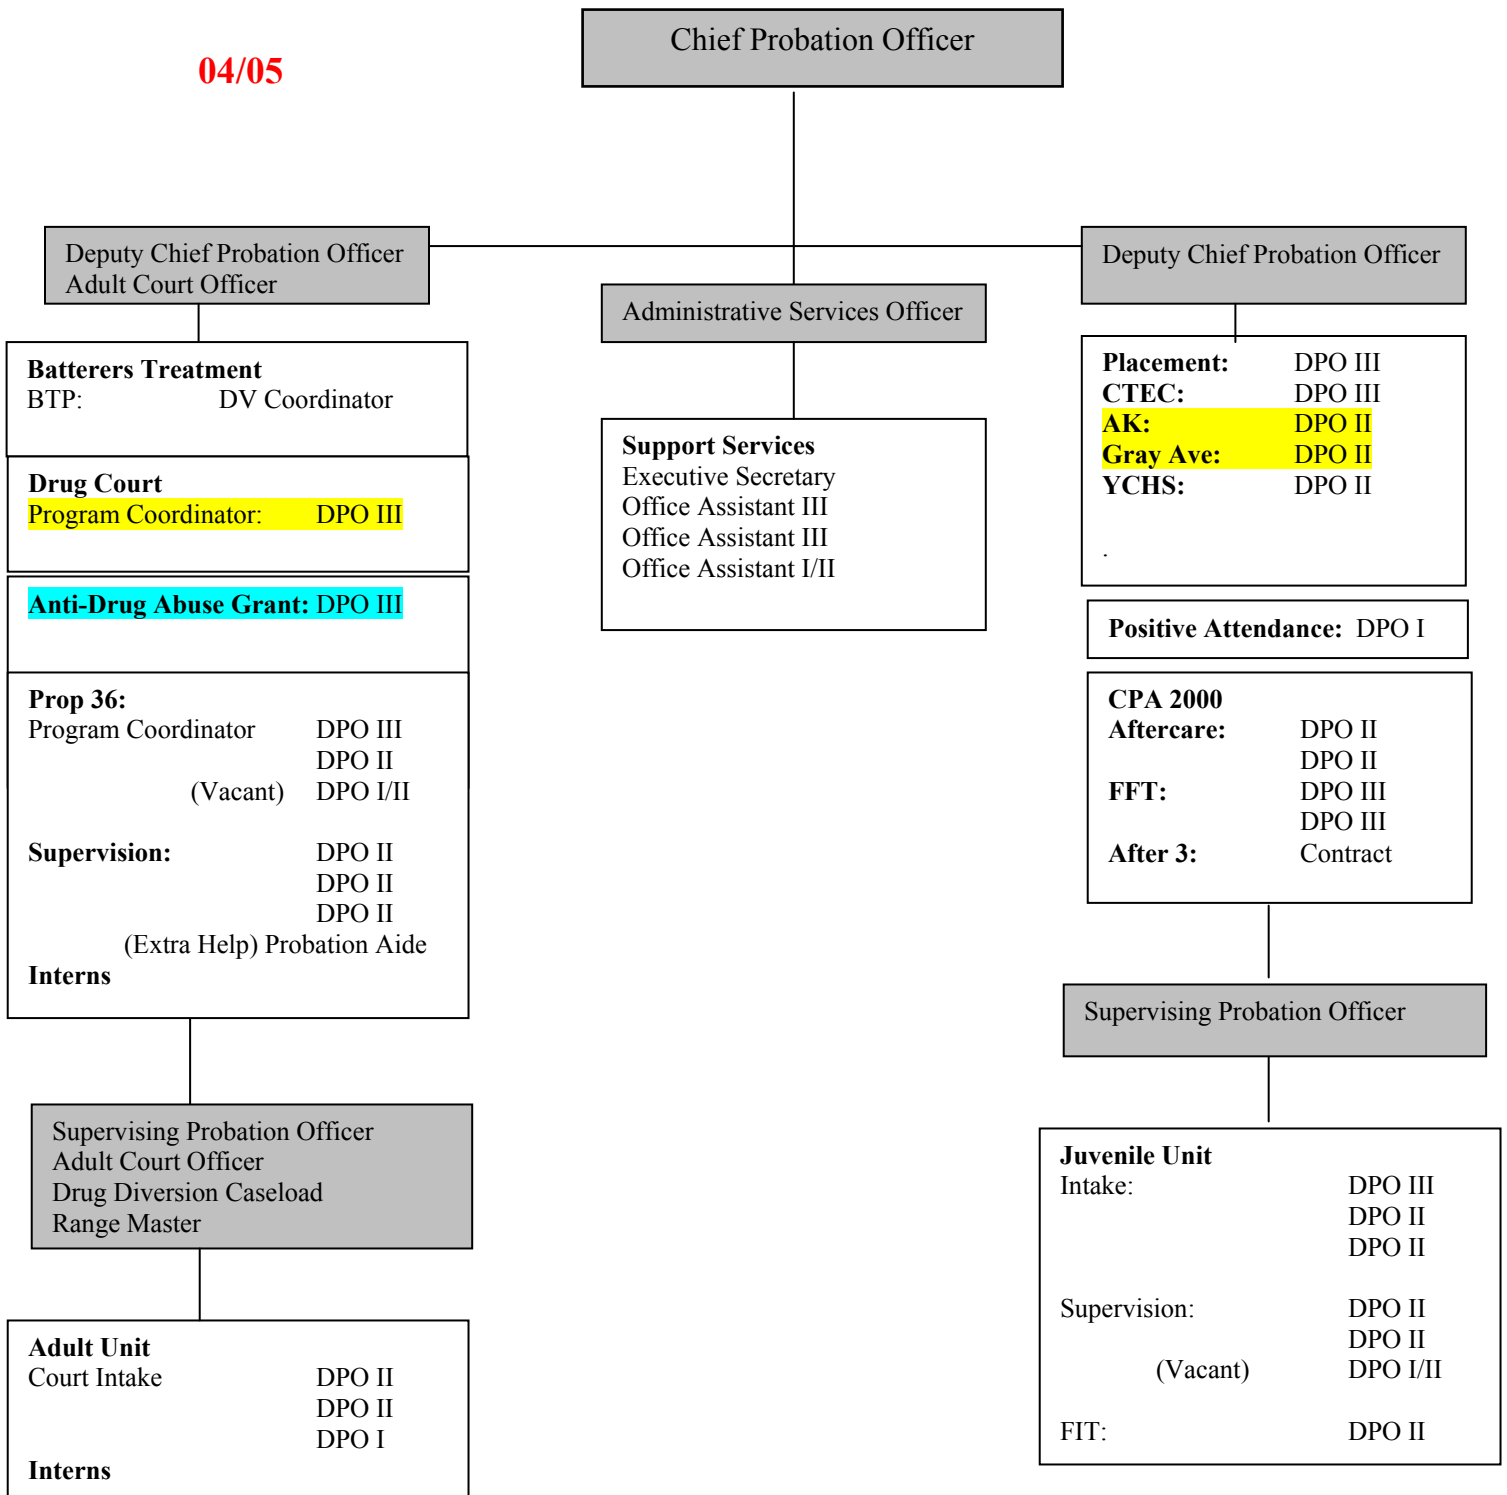 Chief Probation Officer
04/05
Deputy Chief Probation Officer
Adult Court Officer
Batterers Treatment
BTP: DV Coordinator
Drug Court
Program Coordinator: DPO III
Anti-Drug Abuse Grant: DPO III
Prop 36:
Program Coordinator DPO III
DPO II
(Vacant) DPO I/II
Supervision: DPO II
DPO II
DPO II
(Extra Help) Probation Aide
Interns
Supervising Probation Officer
Adult Court Officer
Drug Diversion Caseload
Range Master
Adult Unit
Court Intake DPO II
DPO II
DPO I
Interns
Administrative Services Officer
Support Services
Executive Secretary
Office Assistant III
Office Assistant III
Office Assistant I/II
Deputy Chief Probation Officer
Placement: DPO III
CTEC: DPO III
AK: DPO II
Gray Ave: DPO II
YCHS: DPO II
.
Positive Attendance: DPO I
CPA 2000
Aftercare: DPO II
DPO II
FFT: DPO III
DPO III
After 3: Contract
Supervising Probation Officer
Juvenile Unit
Intake: DPO III
DPO II
DPO II
Supervision: DPO II
DPO II
(Vacant) DPO I/II
FIT: DPO II